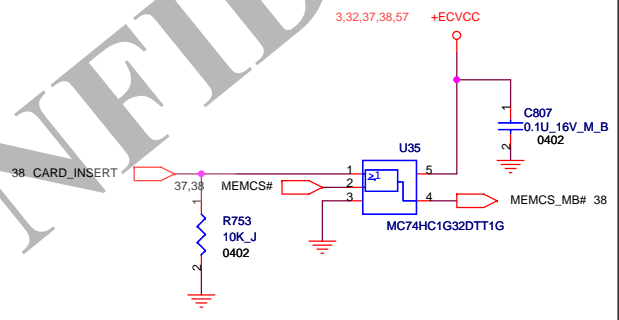 3,32,37,38,57 +ECVCC
1
C807
0.1U_16V_M_B
2 0402
U35
38 CARD_INSERT 1 ≥1 5
37,38 MEMCS# 2
3 4 MEMCS_MB# 38
1
R753 MC74HC1G32DTT1G
10K_J
0402
2